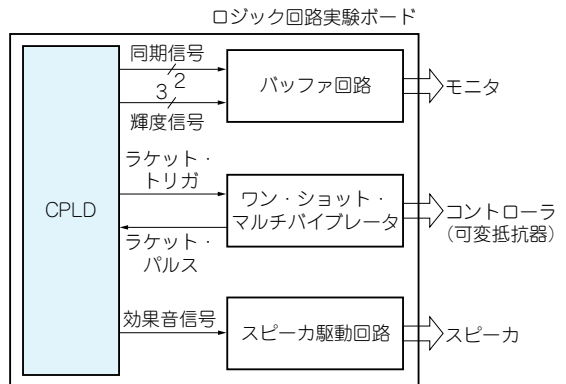 ロジック回路実験ボード
同期信号
2
3
輝度信号
バッファ回路
モニタ
CPLD
ラケット・
トリガ
ワン・ショット・
マルチバイブレータ
コントローラ
(可変抵抗器)
ラケット・
パルス
効果音信号
スピーカ駆動回路
スピーカ